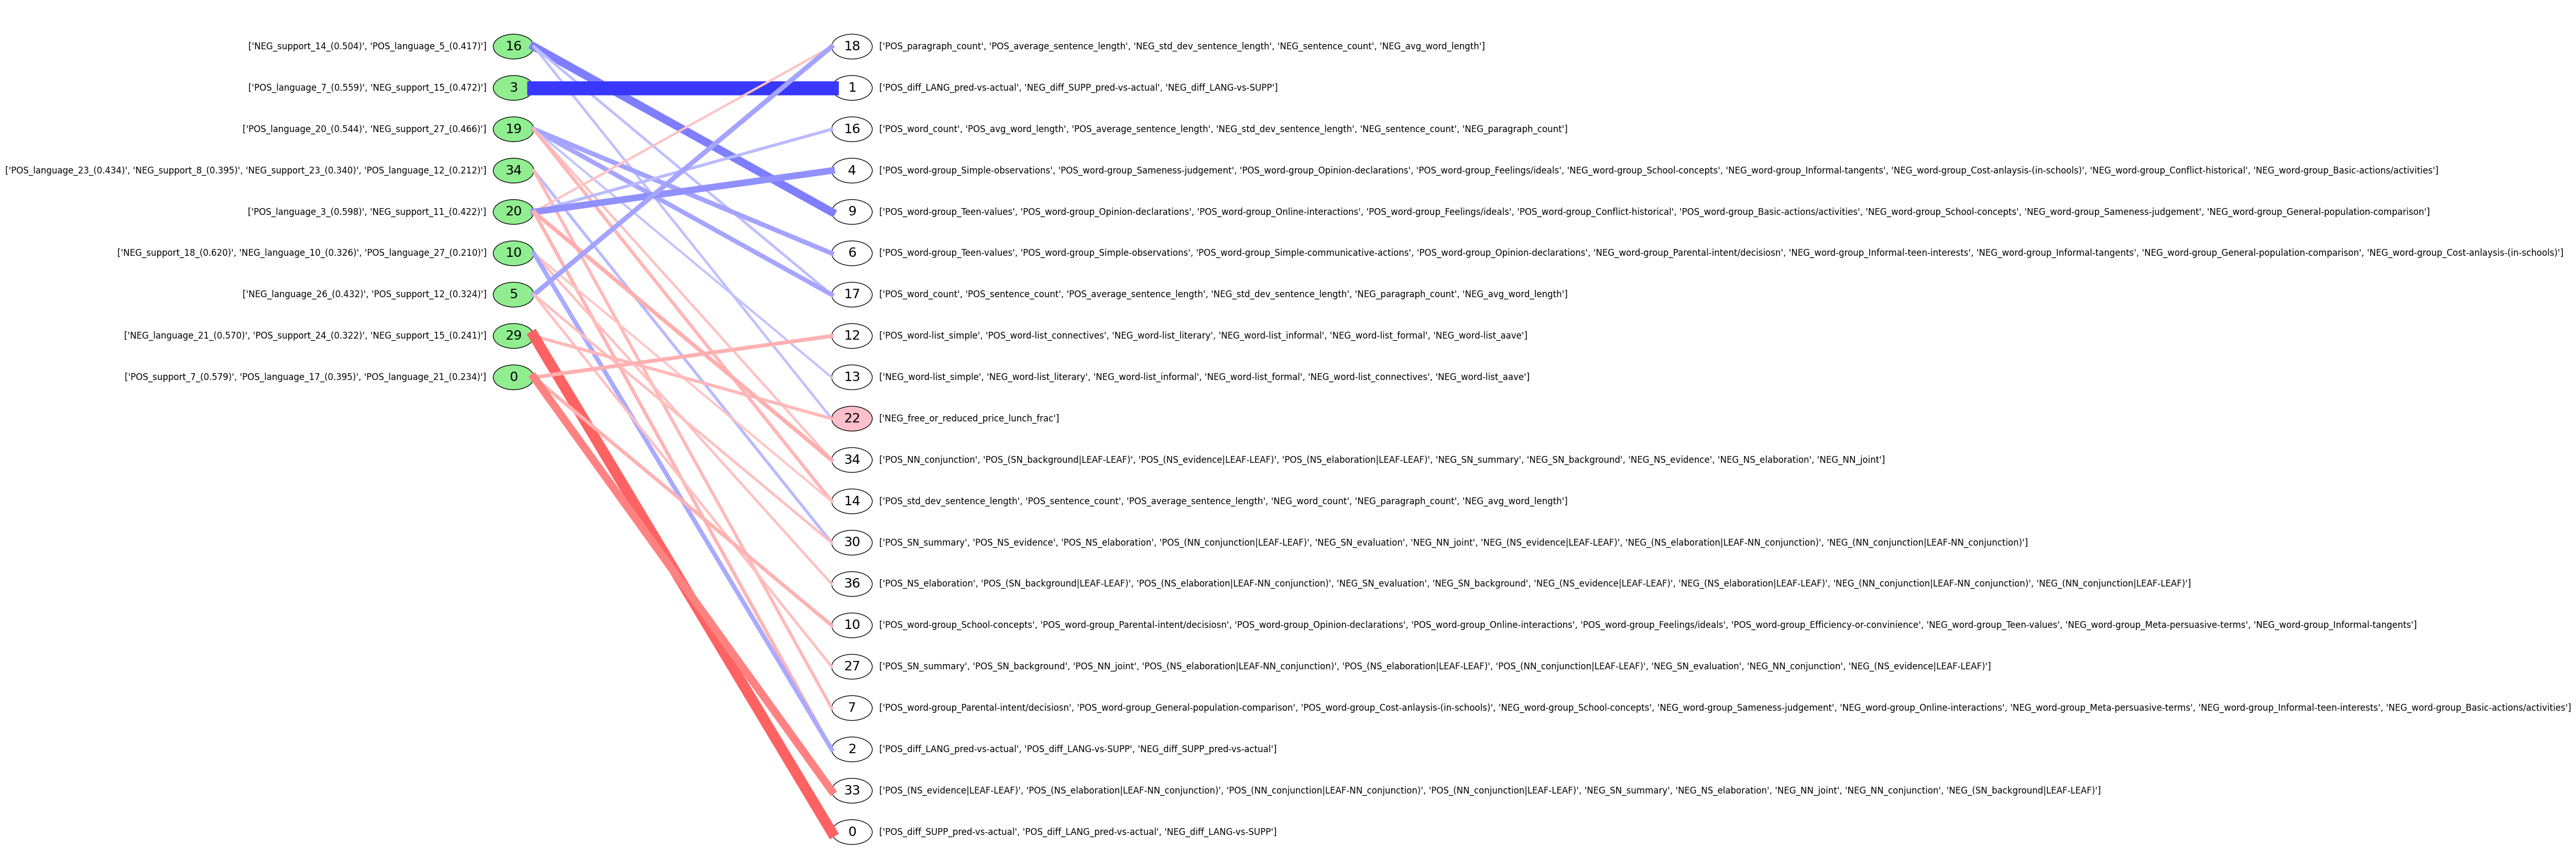 ['NEG_support_14_(0.504)', 'POS_language_5_(0.417)'] 16
18 ['POS_paragraph_count', 'POS_average_sentence_length', 'NEG_std_dev_sentence_length', 'NEG_sentence_count', 'NEG_avg_word_length']
['POS_language_7_(0.559)', 'NEG_support_15_(0.472)'] 3
1 ['POS_diff_LANG_pred-vs-actual', 'NEG_diff_SUPP_pred-vs-actual', 'NEG_diff_LANG-vs-SUPP']
['POS_language_20_(0.544)', 'NEG_support_27_(0.466)'] 19
16 ['POS_word_count', 'POS_avg_word_length', 'POS_average_sentence_length', 'NEG_std_dev_sentence_length', 'NEG_sentence_count', 'NEG_paragraph_count']
['POS_language_23_(0.434)', 'NEG_support_8_(0.395)', 'NEG_support_23_(0.340)', 'POS_language_12_(0.212)'] 34
4 ['POS_word-group_Simple-observations', 'POS_word-group_Sameness-judgement', 'POS_word-group_Opinion-declarations', 'POS_word-group_Feelings/ideals', 'NEG_word-group_School-concepts', 'NEG_word-group_Informal-tangents', 'NEG_word-group_Cost-anlaysis-(in-schools)', 'NEG_word-group_Conflict-historical', 'NEG_word-group_Basic-actions/activities']
['POS_language_3_(0.598)', 'NEG_support_11_(0.422)'] 20
9 ['POS_word-group_Teen-values', 'POS_word-group_Opinion-declarations', 'POS_word-group_Online-interactions', 'POS_word-group_Feelings/ideals', 'POS_word-group_Conflict-historical', 'POS_word-group_Basic-actions/activities', 'NEG_word-group_School-concepts', 'NEG_word-group_Sameness-judgement', 'NEG_word-group_General-population-comparison']
['NEG_support_18_(0.620)', 'NEG_language_10_(0.326)', 'POS_language_27_(0.210)'] 10
6 ['POS_word-group_Teen-values', 'POS_word-group_Simple-observations', 'POS_word-group_Simple-communicative-actions', 'POS_word-group_Opinion-declarations', 'NEG_word-group_Parental-intent/decisiosn', 'NEG_word-group_Informal-teen-interests', 'NEG_word-group_Informal-tangents', 'NEG_word-group_General-population-comparison', 'NEG_word-group_Cost-anlaysis-(in-schools)']
['NEG_language_26_(0.432)', 'POS_support_12_(0.324)'] 5
17 ['POS_word_count', 'POS_sentence_count', 'POS_average_sentence_length', 'NEG_std_dev_sentence_length', 'NEG_paragraph_count', 'NEG_avg_word_length']
['NEG_language_21_(0.570)', 'POS_support_24_(0.322)', 'NEG_support_15_(0.241)'] 29
12 ['POS_word-list_simple', 'POS_word-list_connectives', 'NEG_word-list_literary', 'NEG_word-list_informal', 'NEG_word-list_formal', 'NEG_word-list_aave']
['POS_support_7_(0.579)', 'POS_language_17_(0.395)', 'POS_language_21_(0.234)'] 0
13 ['NEG_word-list_simple', 'NEG_word-list_literary', 'NEG_word-list_informal', 'NEG_word-list_formal', 'NEG_word-list_connectives', 'NEG_word-list_aave']
22 ['NEG_free_or_reduced_price_lunch_frac']
34 ['POS_NN_conjunction', 'POS_(SN_background|LEAF-LEAF)', 'POS_(NS_evidence|LEAF-LEAF)', 'POS_(NS_elaboration|LEAF-LEAF)', 'NEG_SN_summary', 'NEG_SN_background', 'NEG_NS_evidence', 'NEG_NS_elaboration', 'NEG_NN_joint']
14 ['POS_std_dev_sentence_length', 'POS_sentence_count', 'POS_average_sentence_length', 'NEG_word_count', 'NEG_paragraph_count', 'NEG_avg_word_length']
30 ['POS_SN_summary', 'POS_NS_evidence', 'POS_NS_elaboration', 'POS_(NN_conjunction|LEAF-LEAF)', 'NEG_SN_evaluation', 'NEG_NN_joint', 'NEG_(NS_evidence|LEAF-LEAF)', 'NEG_(NS_elaboration|LEAF-NN_conjunction)', 'NEG_(NN_conjunction|LEAF-NN_conjunction)']
36 ['POS_NS_elaboration', 'POS_(SN_background|LEAF-LEAF)', 'POS_(NS_elaboration|LEAF-NN_conjunction)', 'NEG_SN_evaluation', 'NEG_SN_background', 'NEG_(NS_evidence|LEAF-LEAF)', 'NEG_(NS_elaboration|LEAF-LEAF)', 'NEG_(NN_conjunction|LEAF-NN_conjunction)', 'NEG_(NN_conjunction|LEAF-LEAF)']
10 ['POS_word-group_School-concepts', 'POS_word-group_Parental-intent/decisiosn', 'POS_word-group_Opinion-declarations', 'POS_word-group_Online-interactions', 'POS_word-group_Feelings/ideals', 'POS_word-group_Efficiency-or-convinience', 'NEG_word-group_Teen-values', 'NEG_word-group_Meta-persuasive-terms', 'NEG_word-group_Informal-tangents']
27 ['POS_SN_summary', 'POS_SN_background', 'POS_NN_joint', 'POS_(NS_elaboration|LEAF-NN_conjunction)', 'POS_(NS_elaboration|LEAF-LEAF)', 'POS_(NN_conjunction|LEAF-LEAF)', 'NEG_SN_evaluation', 'NEG_NN_conjunction', 'NEG_(NS_evidence|LEAF-LEAF)']
7 ['POS_word-group_Parental-intent/decisiosn', 'POS_word-group_General-population-comparison', 'POS_word-group_Cost-anlaysis-(in-schools)', 'NEG_word-group_School-concepts', 'NEG_word-group_Sameness-judgement', 'NEG_word-group_Online-interactions', 'NEG_word-group_Meta-persuasive-terms', 'NEG_word-group_Informal-teen-interests', 'NEG_word-group_Basic-actions/activities']
2 ['POS_diff_LANG_pred-vs-actual', 'POS_diff_LANG-vs-SUPP', 'NEG_diff_SUPP_pred-vs-actual']
33 ['POS_(NS_evidence|LEAF-LEAF)', 'POS_(NS_elaboration|LEAF-NN_conjunction)', 'POS_(NN_conjunction|LEAF-NN_conjunction)', 'POS_(NN_conjunction|LEAF-LEAF)', 'NEG_SN_summary', 'NEG_NS_elaboration', 'NEG_NN_joint', 'NEG_NN_conjunction', 'NEG_(SN_background|LEAF-LEAF)']
0 ['POS_diff_SUPP_pred-vs-actual', 'POS_diff_LANG_pred-vs-actual', 'NEG_diff_LANG-vs-SUPP']